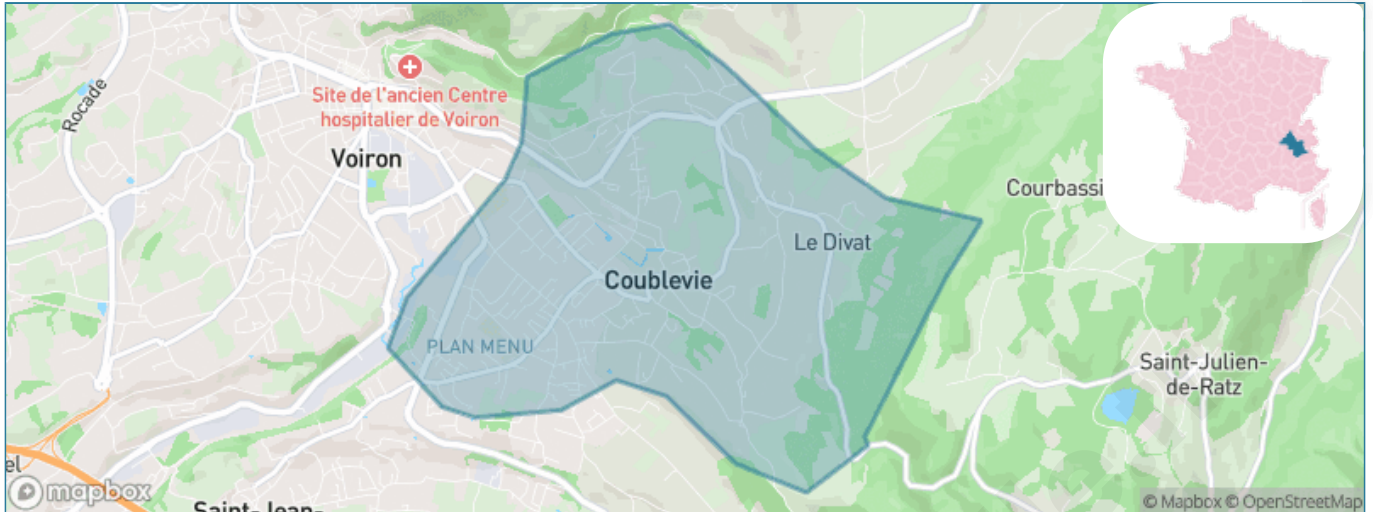 Rocade
Site de l'ancien Centre
hospitalier de Voiron
Voiron
Courbassi
Le Divat
Coublevie
PLAN MENU
Saint-Julien-
de-Ratz
el
mapbox
Saint-Jean-
© Mapbox © OpenStreetMap